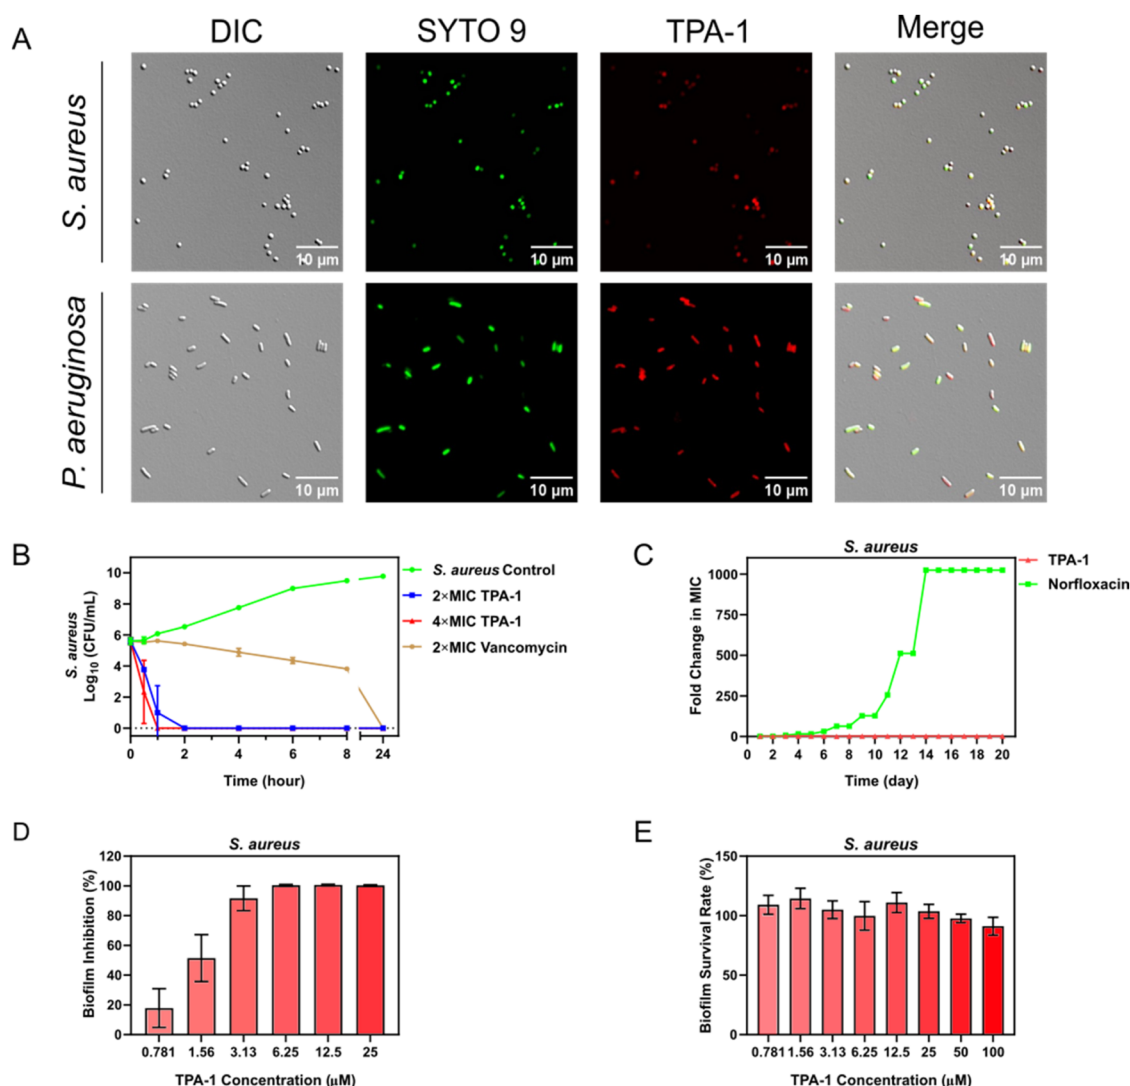 A
DIC
SYTO 9
TPA-1
Merge
S. aureus
10 µm
10 µm
10 µm
10 µm
P. aeruginosa
10 µm
10 µm
10 µm
10 µm
B
S. aureus
Log10 (CFU/mL)
10
8
6
4
2
0
0
2
4
6
8
24
Time (hour)
S. aureus Control
2×MIC TPA-1
4×MIC TPA-1
2×MIC Vancomycin
C
S. aureus
Fold Change in MIC
1000
750
500
250
0
0
2
4
6
8
10
12
14
16
18
20
Time (day)
TPA-1
Norfloxacin
D
S. aureus
Biofilm Inhibition (%)
120
100
80
60
40
20
0
0.781
1.56
3.13
6.25
12.5
25
TPA-1 Concentration (µM)
E
S. aureus
Biofilm Survival Rate (%)
150
100
50
0
0.781
1.56
3.13
6.25
12.5
25
50
100
TPA-1 Concentration (µM)